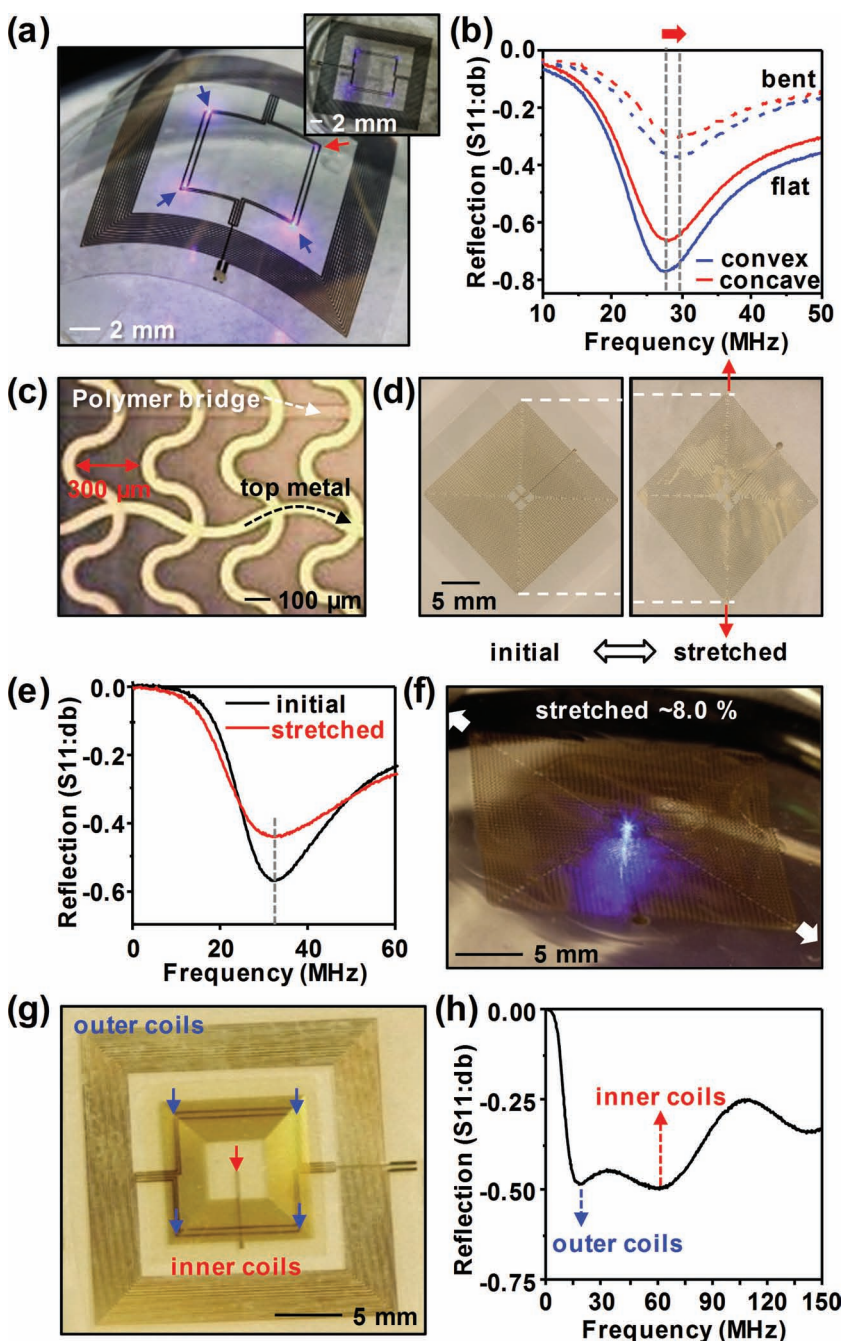 (a)
2 mm
2 mm
(b)
Reflection (S11:db)
0.0
-0.2
-0.4
-0.6
-0.8
bent
flat
convex
concave
10 20 30 40 50
Frequency (MHz)
(c)
Polymer bridge
300 µm
top metal
100 µm
(d)
5 mm
initial
stretched
(e)
Reflection (S11:db)
0.0
-0.2
-0.4
-0.6
initial
stretched
0 20 40 60
Frequency (MHz)
(f)
stretched ~8.0 %
5 mm
(g)
outer coils
inner coils
5 mm
(h)
Reflection (S11:db)
0.00
-0.25
-0.50
-0.75
inner coils
outer coils
0 30 60 90 120 150
Frequency (MHz)